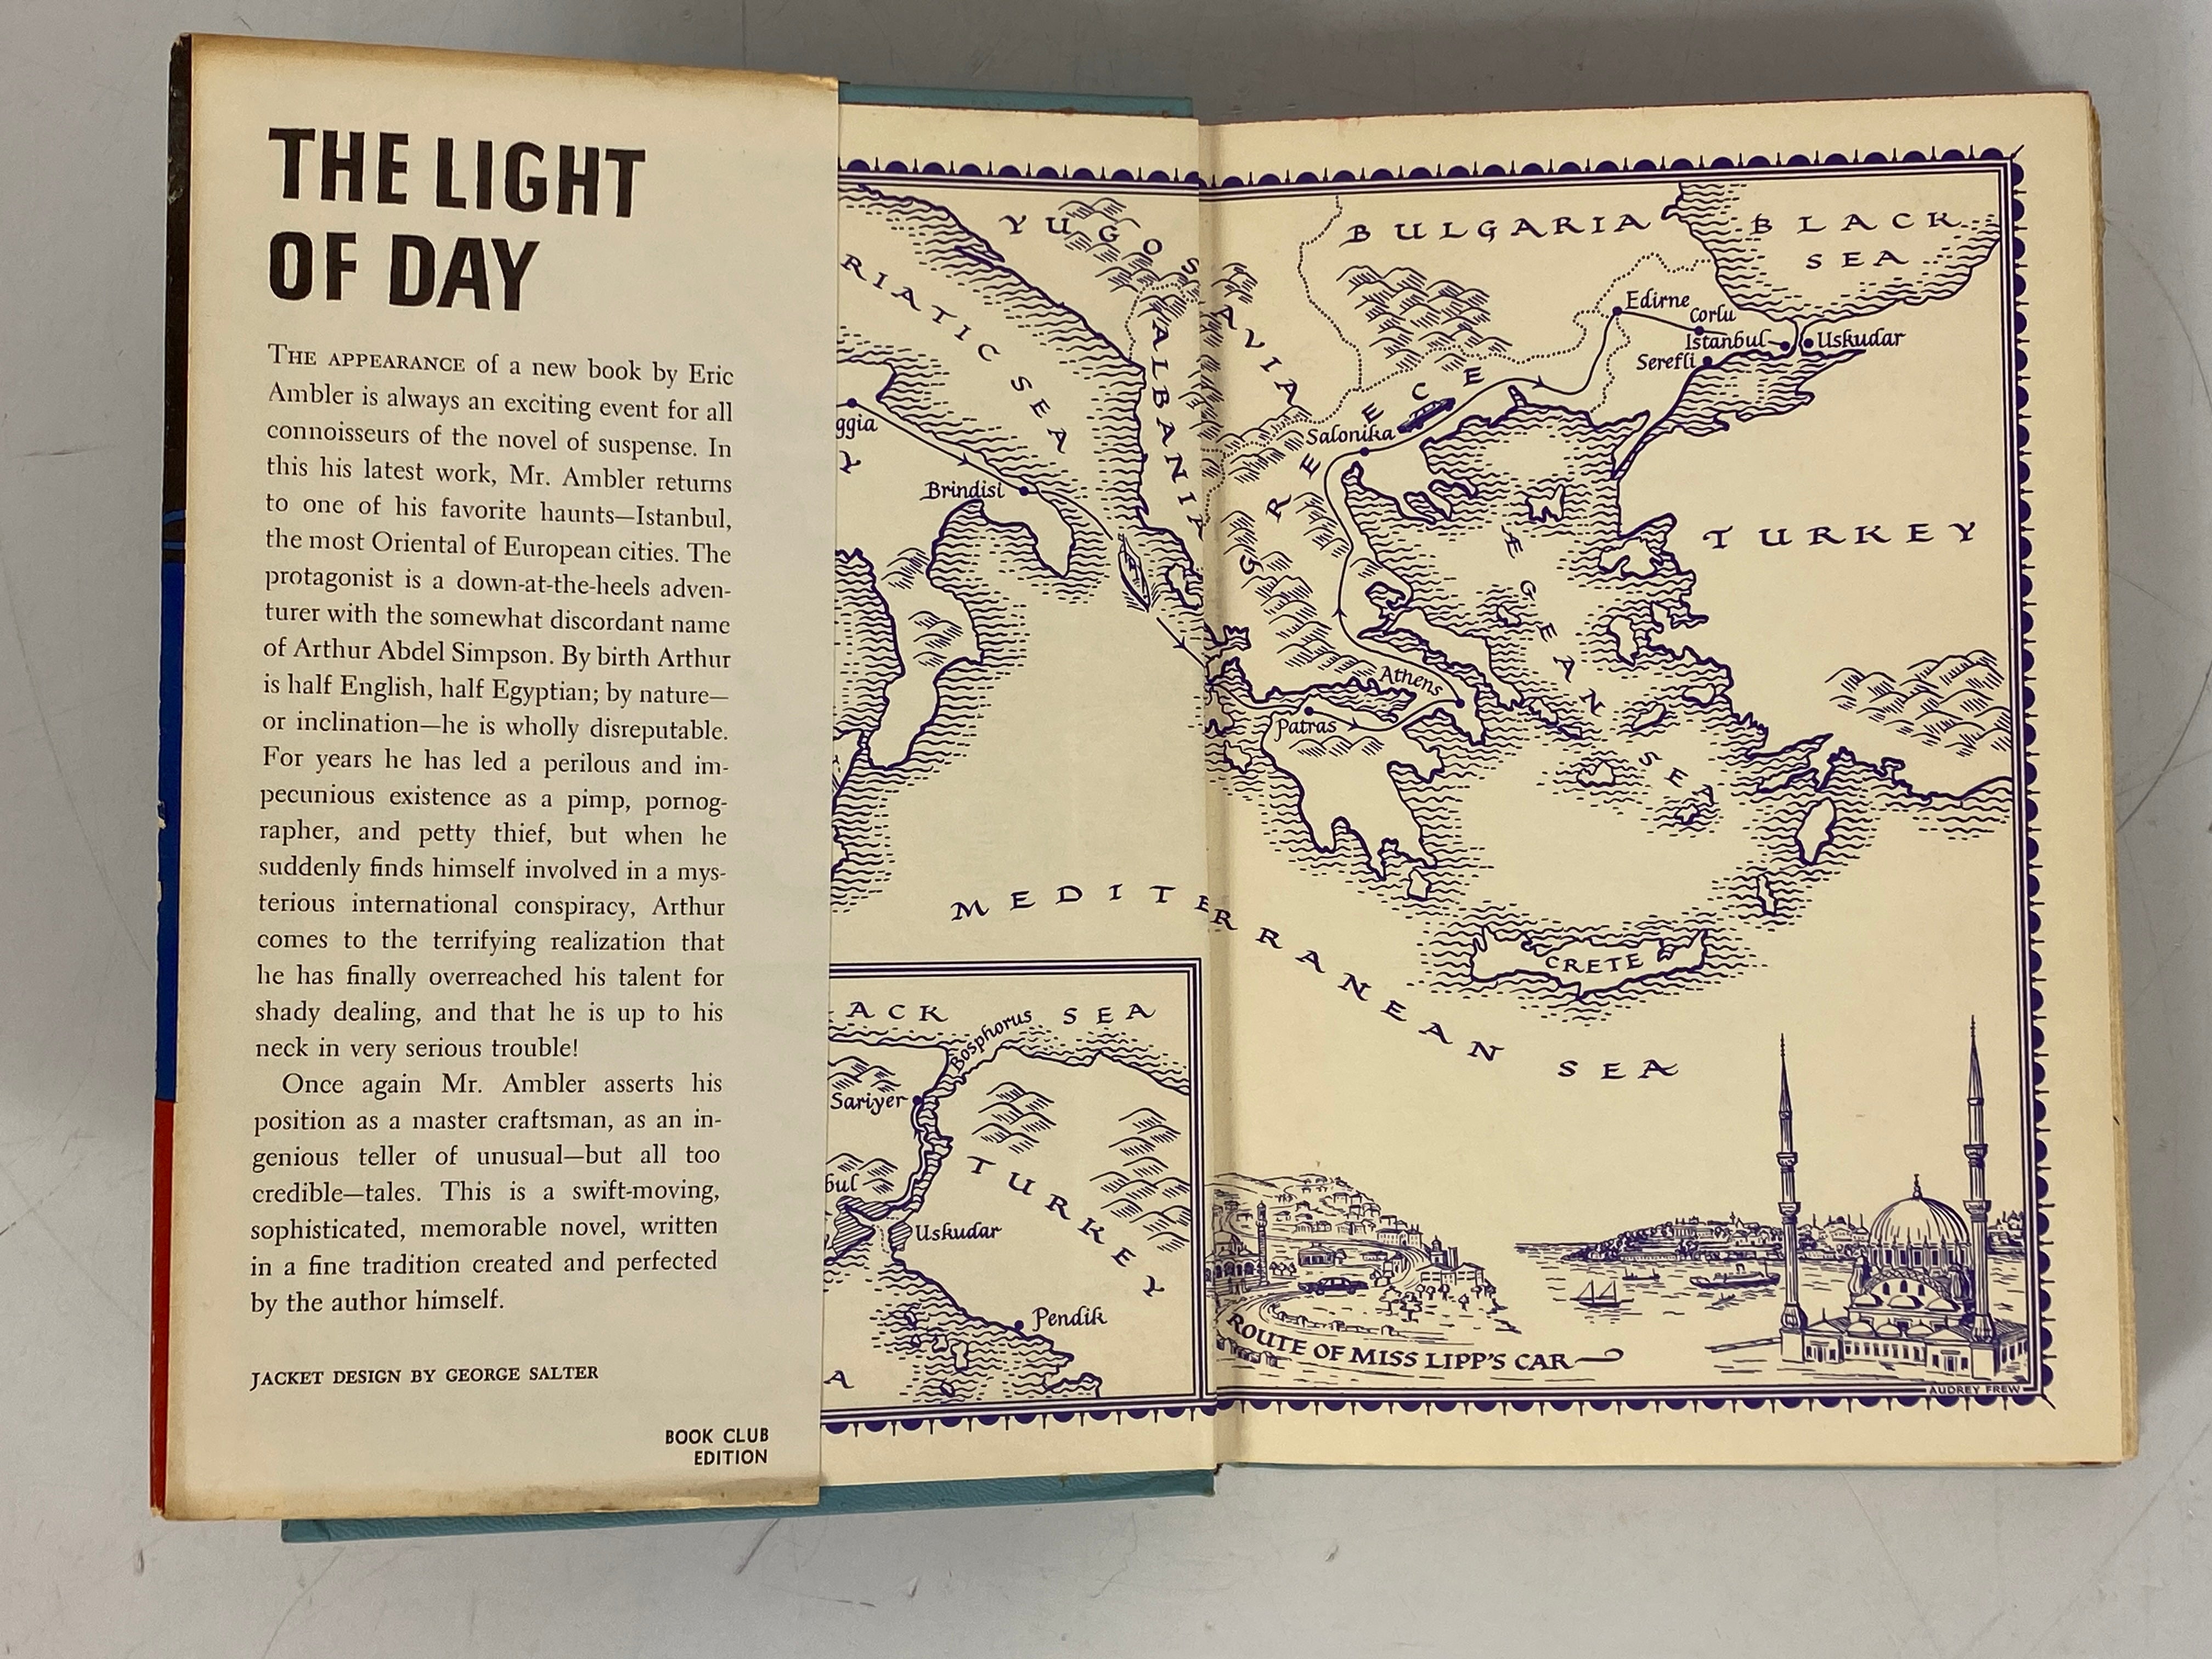 THE LIGHT
OF DAY
THE APPEARANCE of a new book by Eric
Ambler is always an exciting event for all
connoisseurs of the novel of suspense. In
this his latest work, Mr. Ambler returns
to one of his favorite haunts—Istanbul,
the most Oriental of European cities. The
protagonist is a down-at-the-heels adven-
turer with the somewhat discordant name
of Arthur Abdel Simpson. By birth Arthur
is half English, half Egyptian; by nature—
or inclination—he is wholly disreputable.
For years he has led a perilous and im-
pecunious existence as a pimp, pornog-
rapher, and petty thief, but when he
suddenly finds himself involved in a mys-
terious international conspiracy, Arthur
comes to the terrifying realization that
he has finally overreached his talent for
shady dealing, and that he is up to his
neck in very serious trouble!
Once again Mr. Ambler asserts his
position as a master craftsman, as an in-
genious teller of unusual—but all too
credible—tales. This is a swift-moving,
sophisticated, memorable novel, written
in a fine tradition created and perfected
by the author himself.
JACKET DESIGN BY GEORGE SALTER
BOOK CLUB
EDITION
YUGOSLAVIA
RIATIC SEA
ALBANIA
ggia
Y
Brindisi
BULGARIA
BLACK
SEA
Edirne
Corlu
Istanbul
Uskudar
Serefli
GREECE
Salonika
TURKEY
ÆGEAN SEA
Athens
Patras
MEDITERRANEAN SEA
CRETE
ACK SEA
Bosphorus
Sariyer
TURKEY
bul
Uskudar
Pendik
A
ROUTE OF MISS LIPP'S CAR
AUDREY FREW